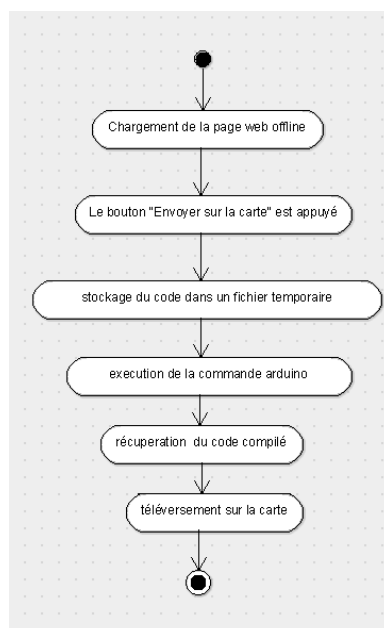 Chargement de la page web offline
Le bouton "Envoyer sur la carte" est appuyé
stockage du code dans un fichier temporaire
execution de la commande arduino
récuperation du code compilé
téléversement sur la carte